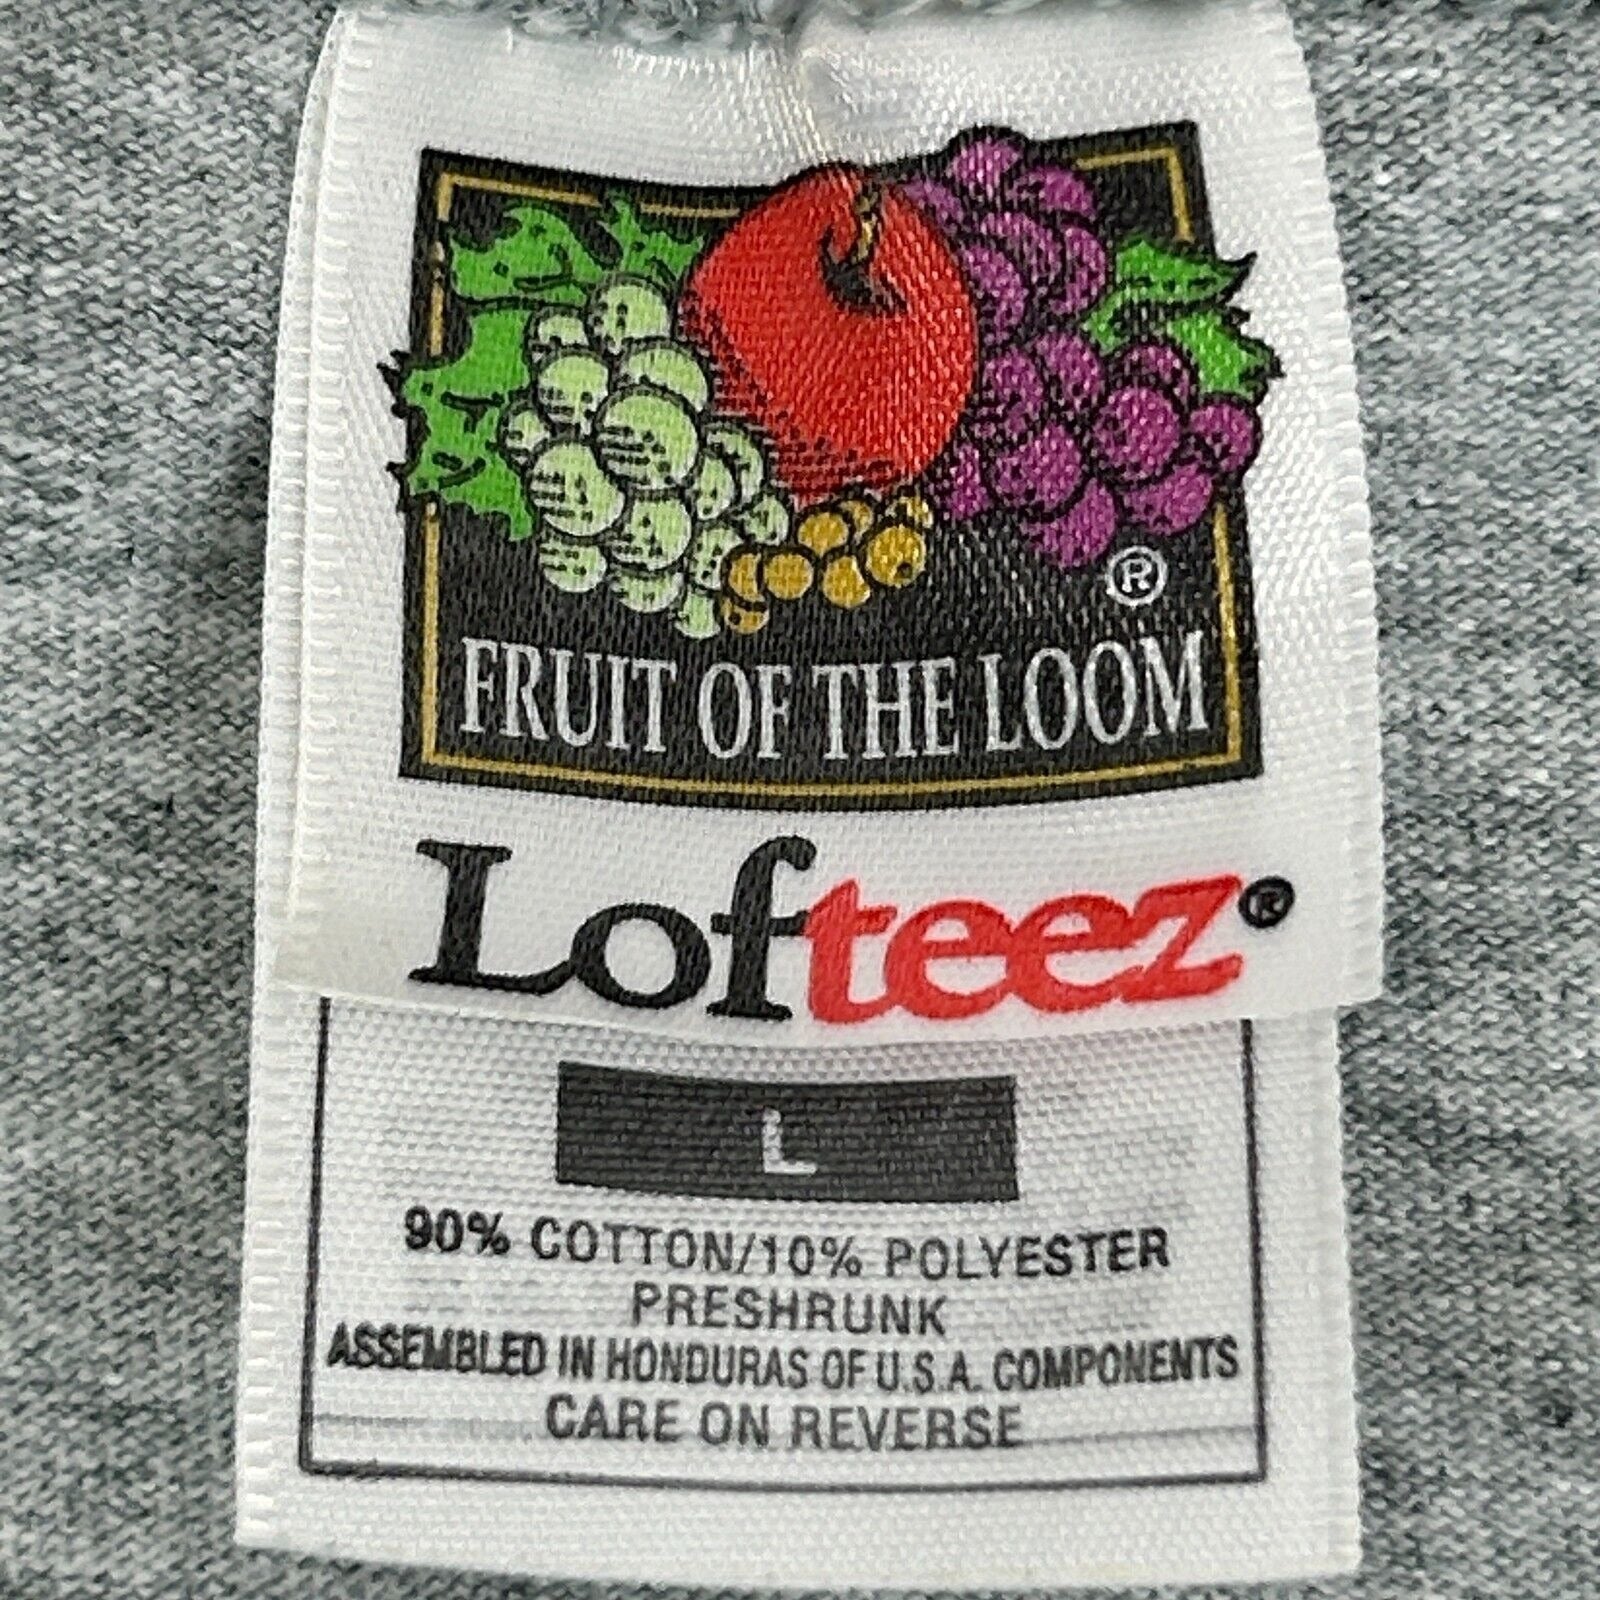 ®
FRUIT OF THE LOOM
Lofteez®
L
90% COTTON/10% POLYESTER
PRESHRUNK
ASSEMBLED IN HONDURAS OF U.S.A. COMPONENTS
CARE ON REVERSE